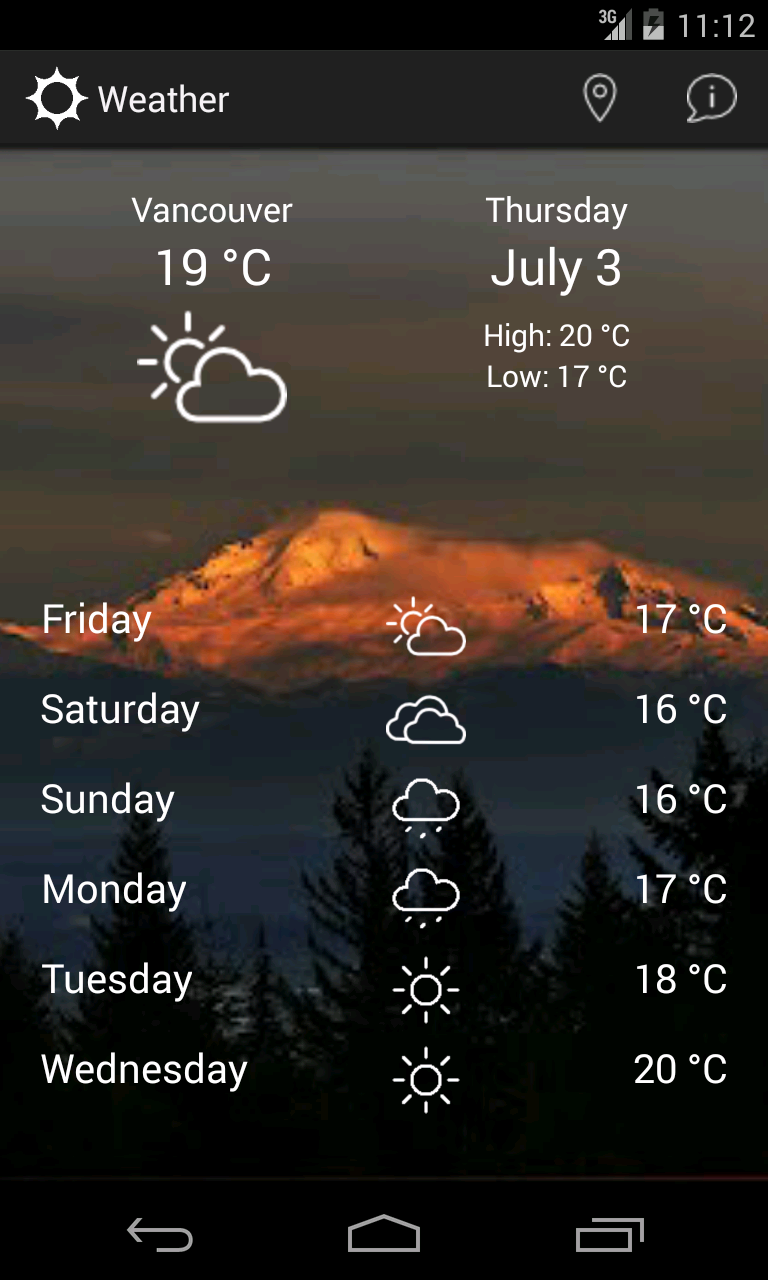 3G 11:12
Weather
Vancouver
19 °C
Thursday
July 3
High: 20 °C
Low: 17 °C
Friday 17 °C
Saturday 16 °C
Sunday 16 °C
Monday 17 °C
Tuesday 18 °C
Wednesday 20 °C